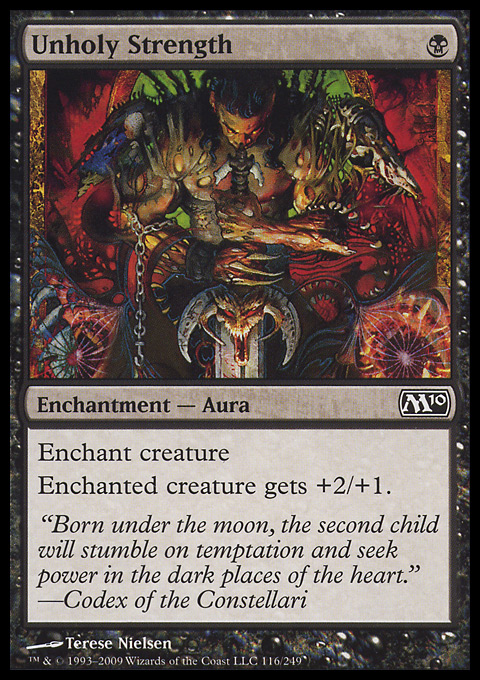 Unholy Strength
Enchantment — Aura
M10
Enchant creature
Enchanted creature gets +2/+1.
“Born under the moon, the second child
will stumble on temptation and seek
power in the dark places of the heart.”
—Codex of the Constellari
Terese Nielsen
™ & © 1993–2009 Wizards of the Coast LLC 116/249